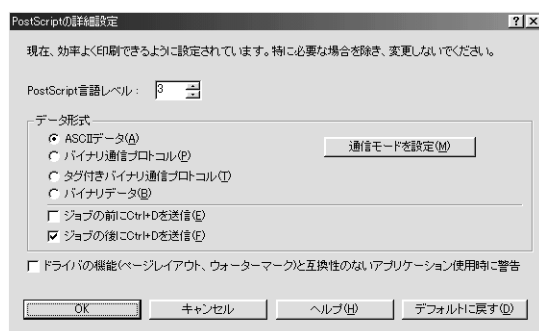 PostScriptの詳細設定
現在、効率よく印刷できるように設定されています。特に必要な場合を除き、変更しないでください。
PostScript言語レベル： 3
データ形式
ASCIIデータ(A)
通信モードを設定(M)
バイナリ通信プロトコル(P)
タグ付きバイナリ通信プロトコル(T)
バイナリデータ(B)
ジョブの前にCtrl+Dを送信(E)
ジョブの後にCtrl+Dを送信(F)
ドライバの機能(ページレイアウト、ウォーターマーク)と互換性のないアプリケーション使用時に警告
OK キャンセル ヘルプ(H) デフォルトに戻す(D)